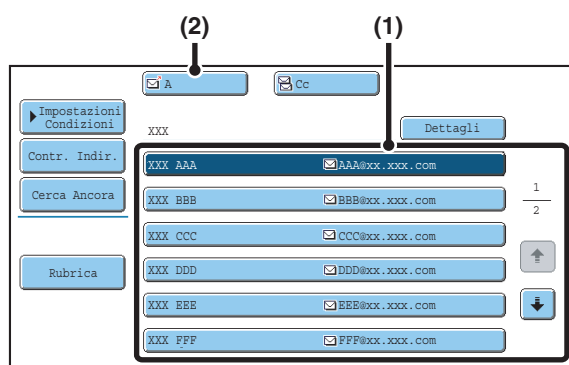 (2) (1)
A Cc
Impostazioni
Condizioni
XXX Dettagli
Contr. Indir.
XXX AAA AAA@xx.xxx.com
Cerca Ancora
XXX BBB BBB@xx.xxx.com
1
2
XXX CCC CCC@xx.xxx.com
Rubrica
XXX DDD DDD@xx.xxx.com
XXX EEE EEE@xx.xxx.com
XXX FFF FFF@xx.xxx.com